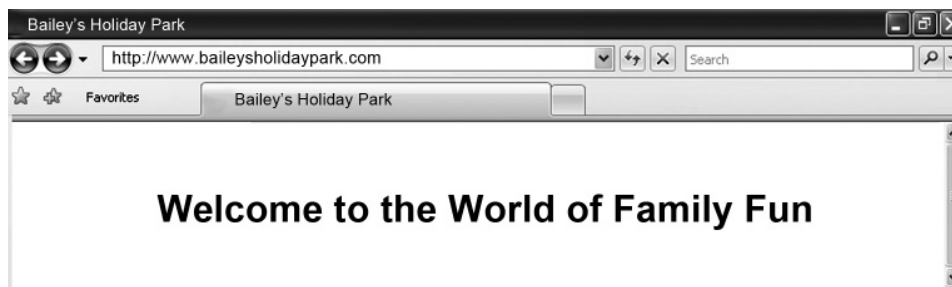 Bailey's Holiday Park
http://www.baileysholidaypark.com
Search
Favorites
Bailey's Holiday Park
Welcome to the World of Family Fun